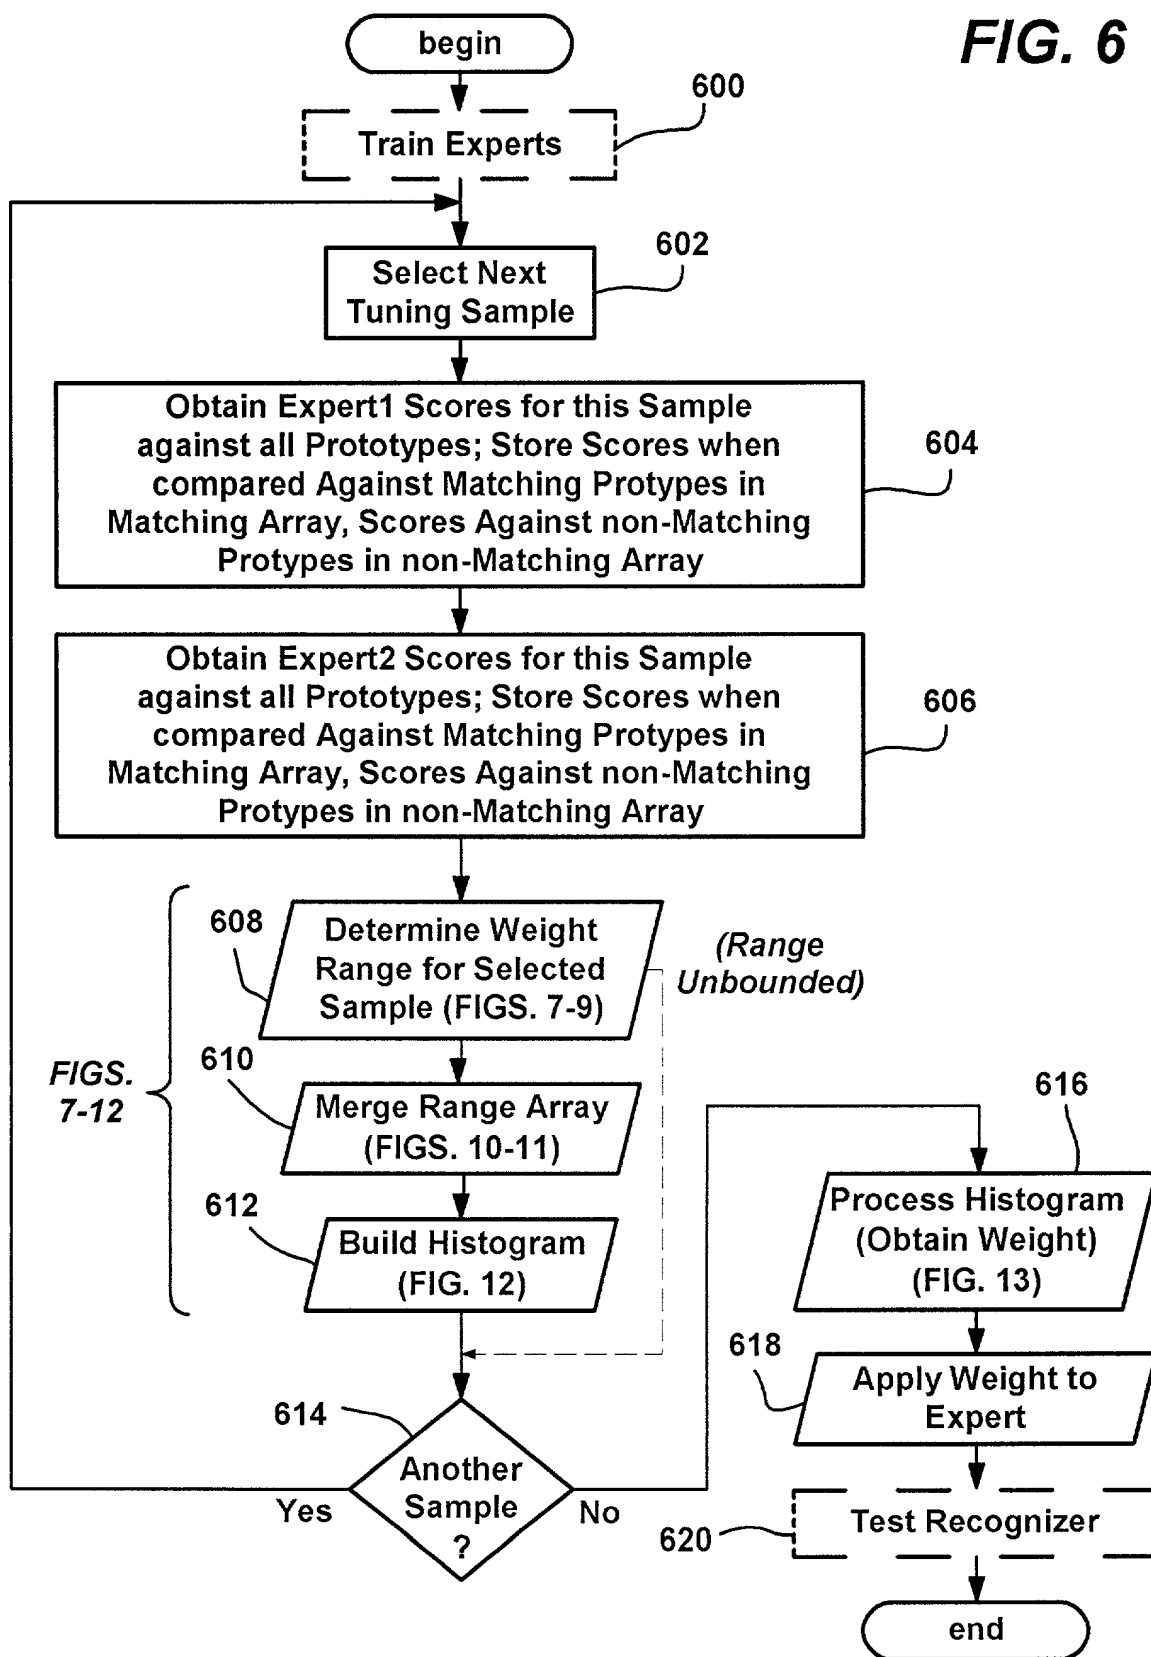 FIG. 6
begin
600
Train Experts
602
Select Next
Tuning Sample
604
Obtain Expert1 Scores for this Sample
against all Prototypes; Store Scores when
compared Against Matching Protypes in
Matching Array, Scores Against non-Matching
Protypes in non-Matching Array
606
Obtain Expert2 Scores for this Sample
against all Prototypes; Store Scores when
compared Against Matching Protypes in
Matching Array, Scores Against non-Matching
Protypes in non-Matching Array
608
Determine Weight
Range for Selected
Sample (FIGS. 7-9)
(Range
Unbounded)
FIGS.
7-12
610
Merge Range Array
(FIGS. 10-11)
612
Build Histogram
(FIG. 12)
614
Another
Sample
?
Yes
No
616
Process Histogram
(Obtain Weight)
(FIG. 13)
618
Apply Weight to
Expert
620
Test Recognizer
end